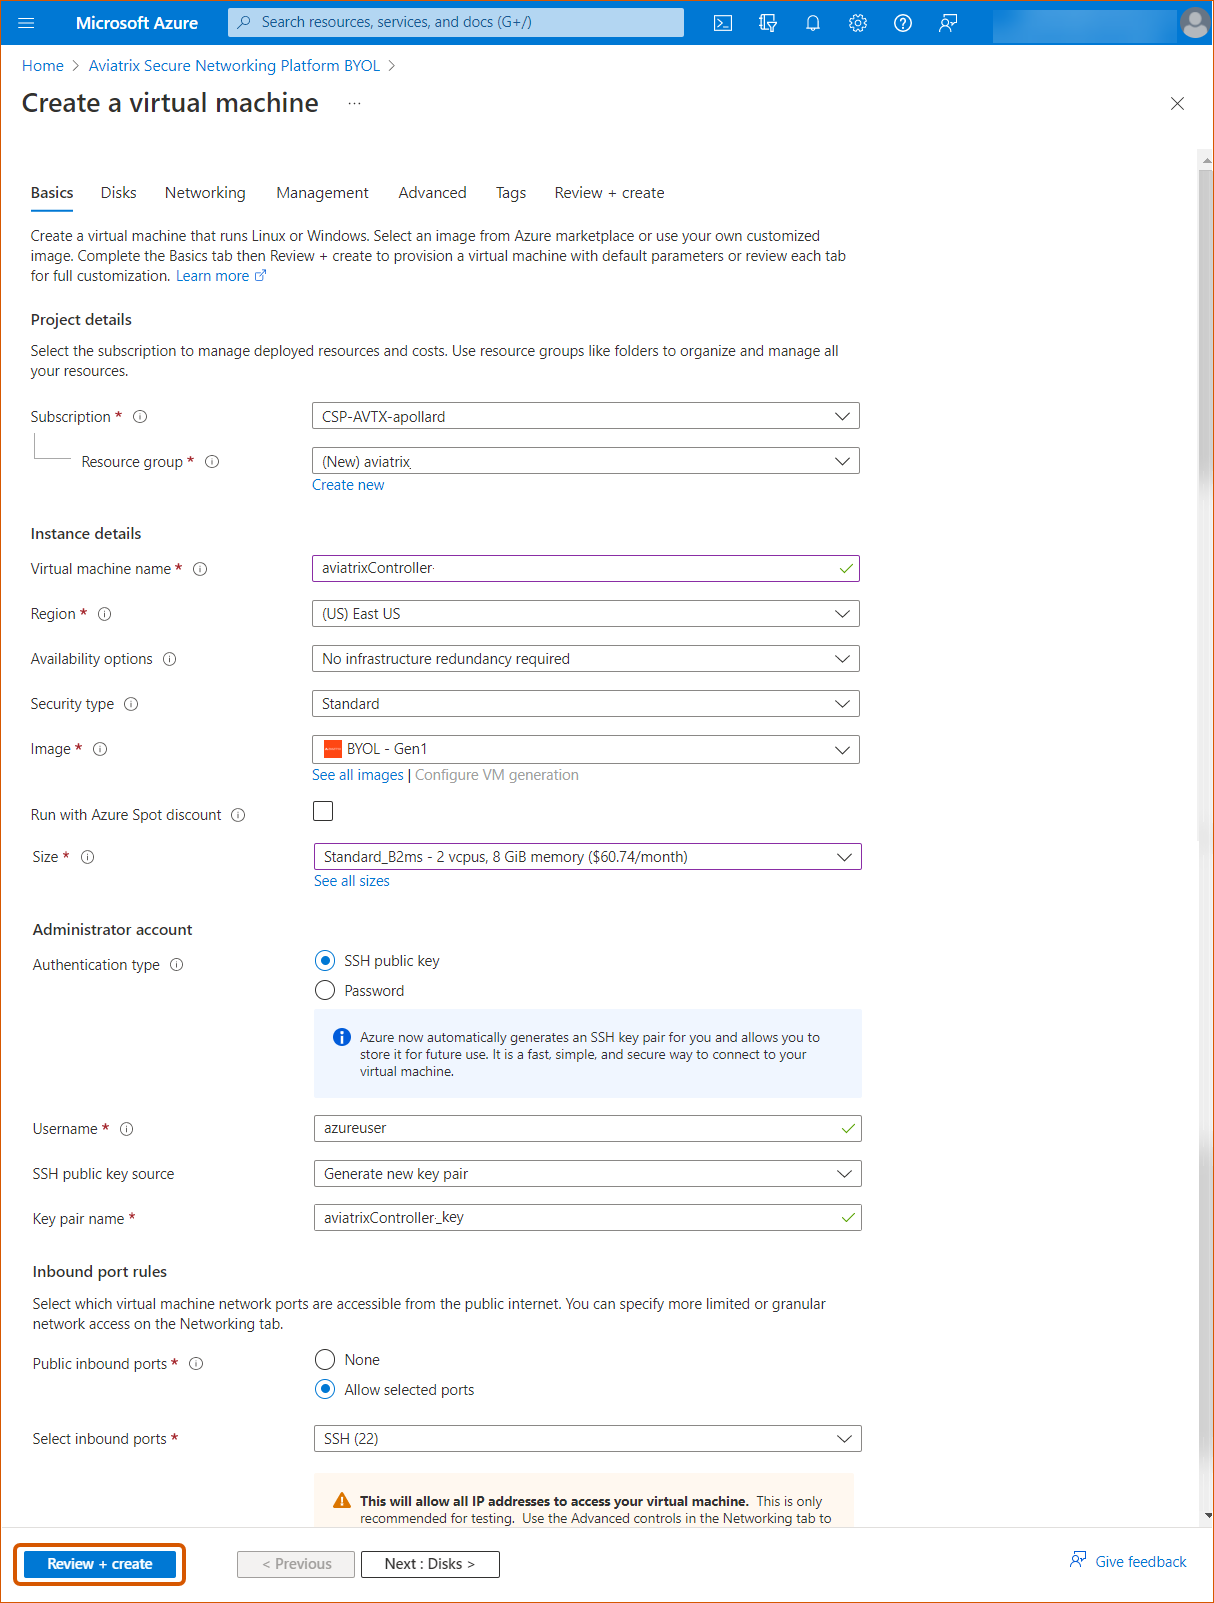 Microsoft Azure
Search resources, services, and docs (G+/)
Home > Aviatrix Secure Networking Platform BYOL >
Create a virtual machine ...
Basics Disks Networking Management Advanced Tags Review + create
Create a virtual machine that runs Linux or Windows. Select an image from Azure marketplace or use your own customized
image. Complete the Basics tab then Review + create to provision a virtual machine with default parameters or review each tab
for full customization. Learn more
Project details
Select the subscription to manage deployed resources and costs. Use resource groups like folders to organize and manage all
your resources.
Subscription *
CSP-AVTX-apollard
Resource group *
(New) aviatrix
Create new
Instance details
Virtual machine name *
aviatrixController
Region *
(US) East US
Availability options
No infrastructure redundancy required
Security type
Standard
Image *
BYOL - Gen1
See all images | Configure VM generation
Run with Azure Spot discount
Size *
Standard_B2ms - 2 vcpus, 8 GiB memory ($60.74/month)
See all sizes
Administrator account
Authentication type
SSH public key
Password
Azure now automatically generates an SSH key pair for you and allows you to
store it for future use. It is a fast, simple, and secure way to connect to your
virtual machine.
Username *
azureuser
SSH public key source
Generate new key pair
Key pair name *
aviatrixController-_key
Inbound port rules
Select which virtual machine network ports are accessible from the public internet. You can specify more limited or granular
network access on the Networking tab.
Public inbound ports *
None
Allow selected ports
Select inbound ports *
SSH (22)
This will allow all IP addresses to access your virtual machine. This is only
recommended for testing. Use the Advanced controls in the Networking tab to
Review + create
< Previous
Next : Disks >
Give feedback